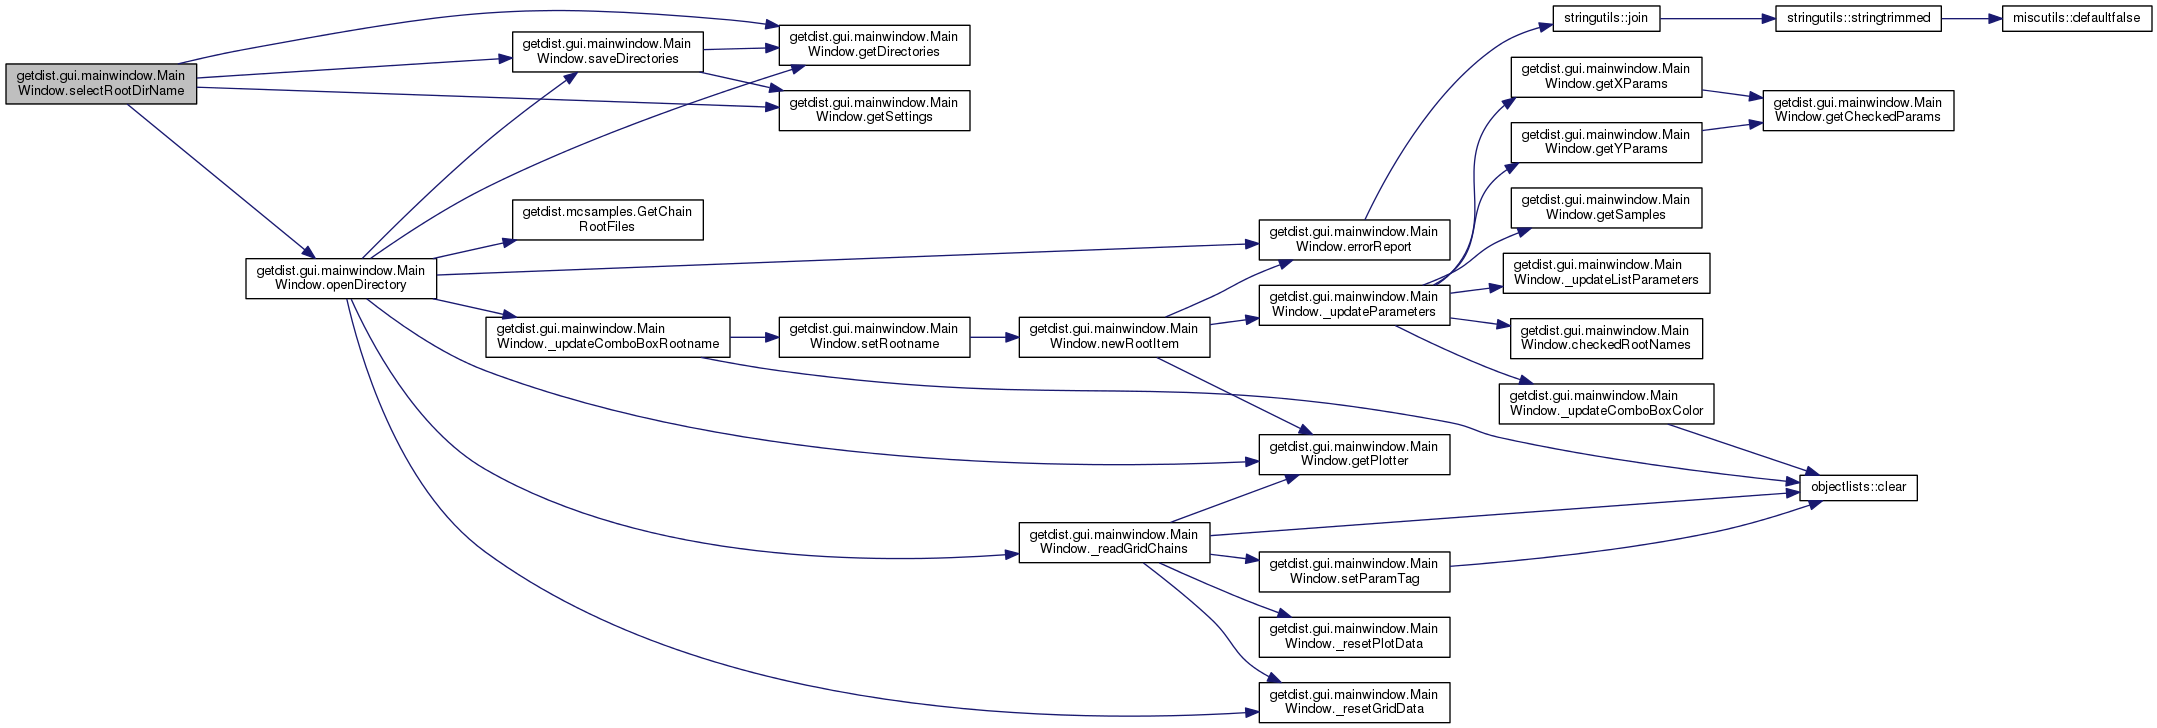 getdist.gui.mainwindow.Main
Window.selectRootDirName
getdist.gui.mainwindow.Main
Window.openDirectory
getdist.gui.mainwindow.Main
Window.saveDirectories
getdist.mcsamples.GetChain
RootFiles
getdist.gui.mainwindow.Main
Window._updateComboBoxRootname
getdist.gui.mainwindow.Main
Window.getDirectories
getdist.gui.mainwindow.Main
Window.getSettings
getdist.gui.mainwindow.Main
Window.setRootname
getdist.gui.mainwindow.Main
Window.newRootItem
getdist.gui.mainwindow.Main
Window._readGridChains
getdist.gui.mainwindow.Main
Window.errorReport
getdist.gui.mainwindow.Main
Window._updateParameters
getdist.gui.mainwindow.Main
Window.getPlotter
getdist.gui.mainwindow.Main
Window.setParamTag
getdist.gui.mainwindow.Main
Window._resetPlotData
getdist.gui.mainwindow.Main
Window._resetGridData
stringutils::join
getdist.gui.mainwindow.Main
Window.getXParams
getdist.gui.mainwindow.Main
Window.getYParams
getdist.gui.mainwindow.Main
Window.getSamples
getdist.gui.mainwindow.Main
Window._updateListParameters
getdist.gui.mainwindow.Main
Window.checkedRootNames
getdist.gui.mainwindow.Main
Window._updateComboBoxColor
stringutils::stringtrimmed
getdist.gui.mainwindow.Main
Window.getCheckedParams
objectlists::clear
miscutils::defaultfalse